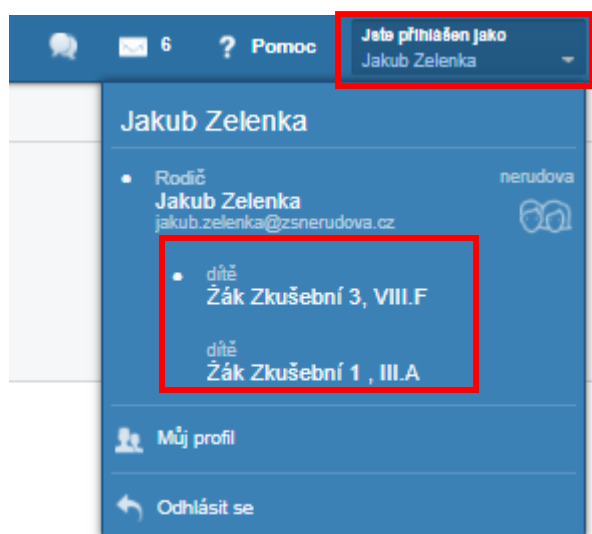 6
? Pomoc
Jste přihlášen jako
Jakub Zelenka
Jakub Zelenka
Rodič
nerudova
Jakub Zelenka
jakub.zelenka@zsnerudova.cz
dítě
Žák Zkušební 3, VIII.F
dítě
Žák Zkušební 1 , III.A
Můj profil
Odhlásit se